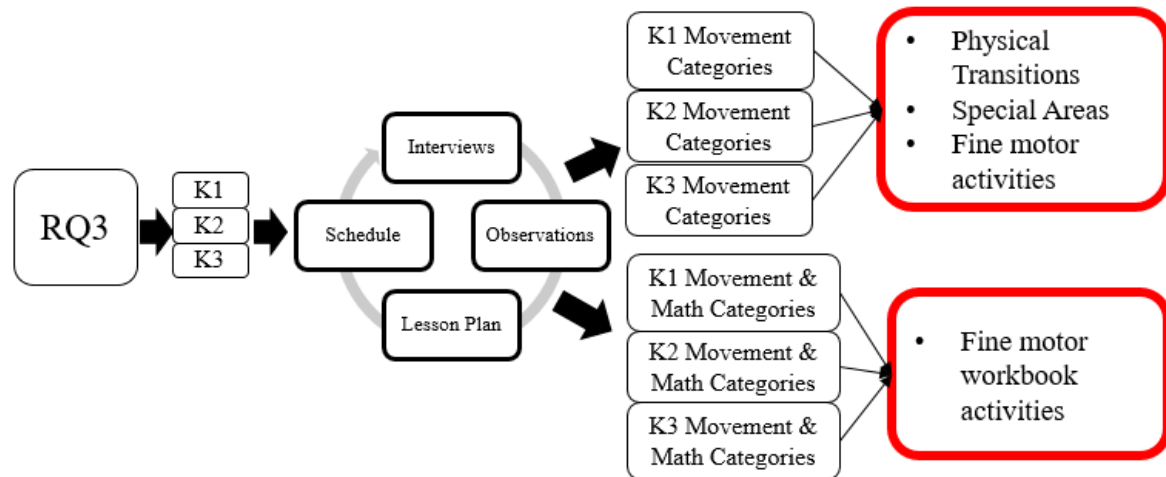 RQ3
K1
K2
K3
Interviews
Schedule
Observations
Lesson Plan
K1 Movement
Categories
K2 Movement
Categories
K3 Movement
Categories
• Physical
Transitions
• Special Areas
• Fine motor
activities
K1 Movement &
Math Categories
K2 Movement &
Math Categories
K3 Movement &
Math Categories
• Fine motor
workbook
activities